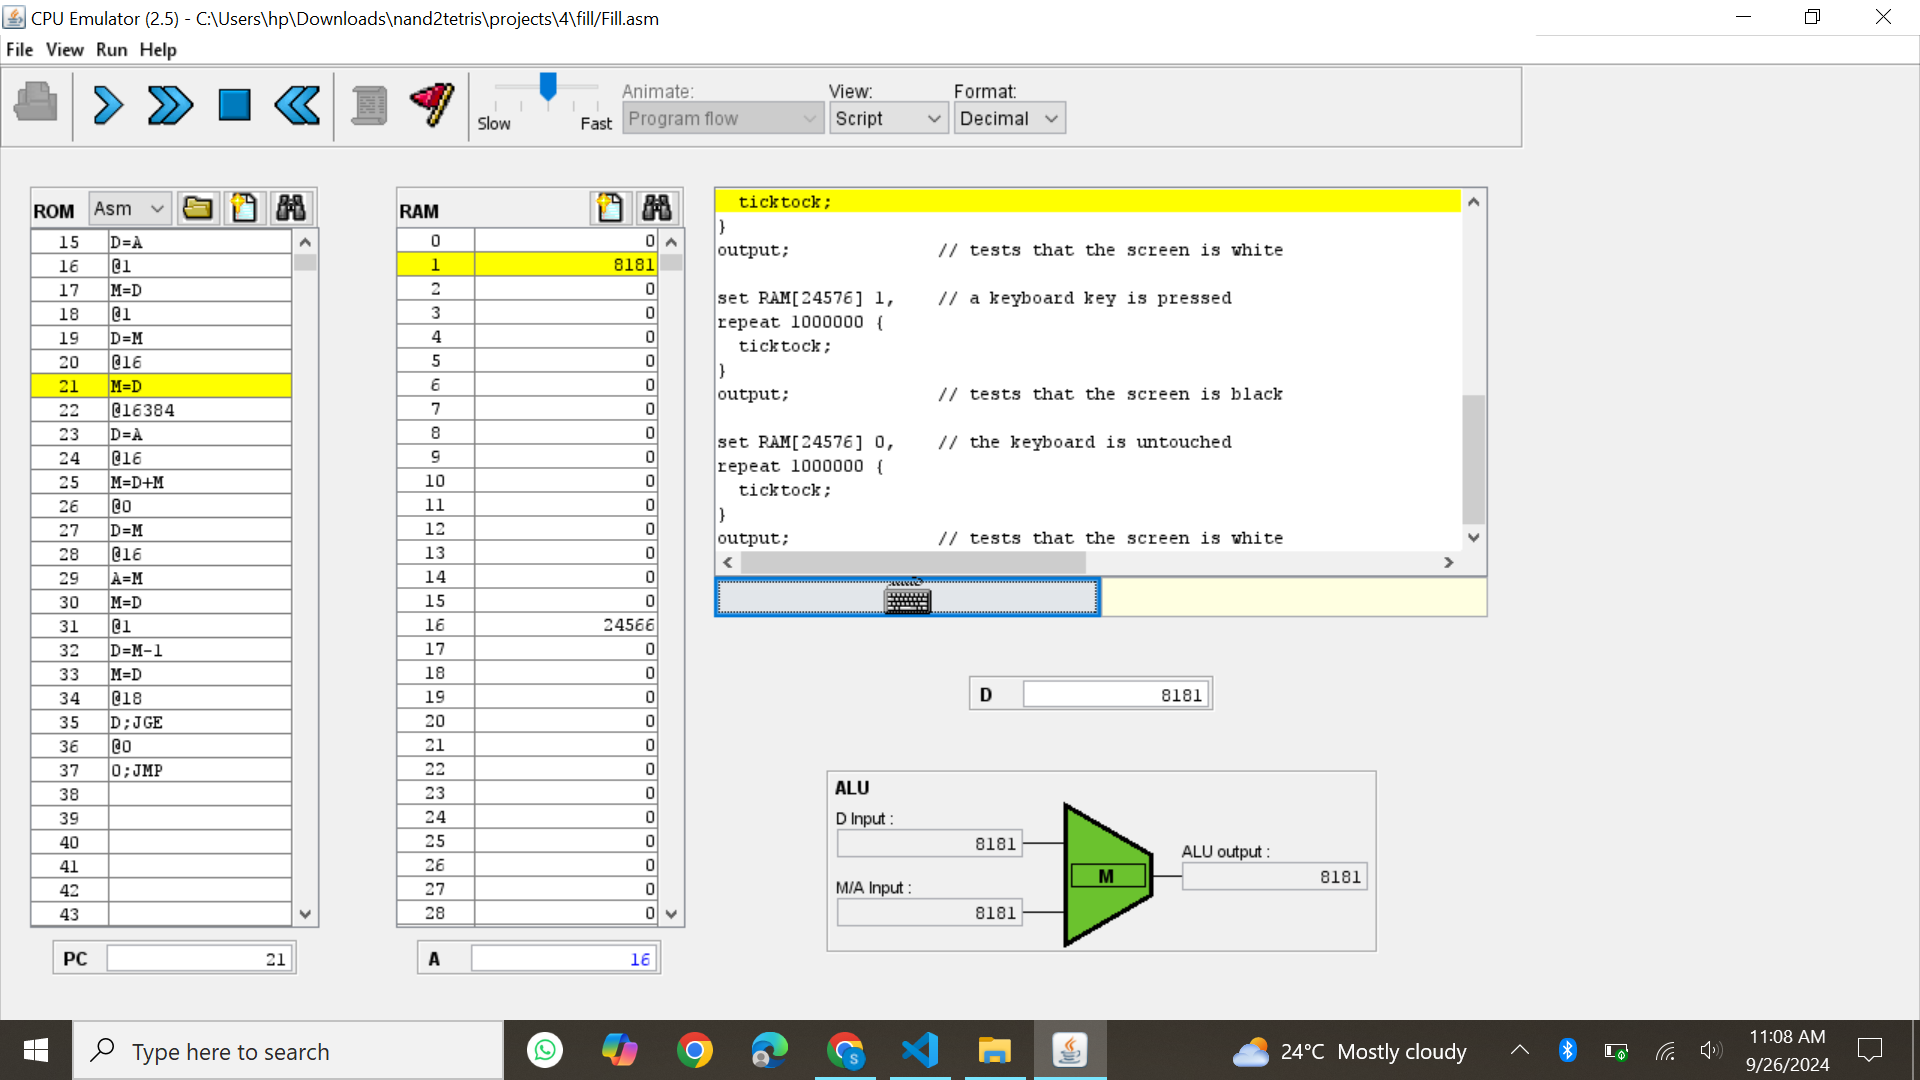 CPU Emulator (2.5) - C:\Users\hp\Downloads\nand2tetris\projects\4\fill/Fill.asm
File View Run Help
Slow Fast
Animate:
Program flow
View:
Script
Format:
Decimal
ROM Asm
15 D=A
16 @1
17 M=D
18 @1
19 D=M
20 @16
21 M=D
22 @16384
23 D=A
24 @16
25 M=D+M
26 @0
27 D=M
28 @16
29 A=M
30 M=D
31 @1
32 D=M-1
33 M=D
34 @18
35 D;JGE
36 @0
37 0;JMP
38
39
40
41
42
43
PC 21
RAM
0 0
1 8181
2 0
3 0
4 0
5 0
6 0
7 0
8 0
9 0
10 0
11 0
12 0
13 0
14 0
15 0
16 24566
17 0
18 0
19 0
20 0
21 0
22 0
23 0
24 0
25 0
26 0
27 0
28 0
A 16
ticktock;
}
output; // tests that the screen is white
set RAM[24576] 1, // a keyboard key is pressed
repeat 1000000 {
ticktock;
}
output; // tests that the screen is black
set RAM[24576] 0, // the keyboard is untouched
repeat 1000000 {
ticktock;
}
output; // tests that the screen is white
D 8181
ALU
D Input :
8181
M/A Input :
8181
M
ALU output :
8181
Type here to search
S
24°C Mostly cloudy
11:08 AM
9/26/2024